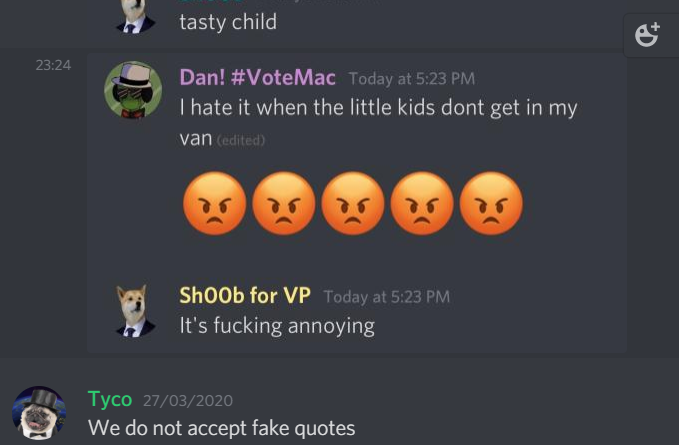 tasty child
23:24
Dan! #VoteMac Today at 5:23 PM
I hate it when the little kids dont get in my
van (edited)
Sh00b for VP Today at 5:23 PM
It's fucking annoying
Tyco 27/03/2020
We do not accept fake quotes